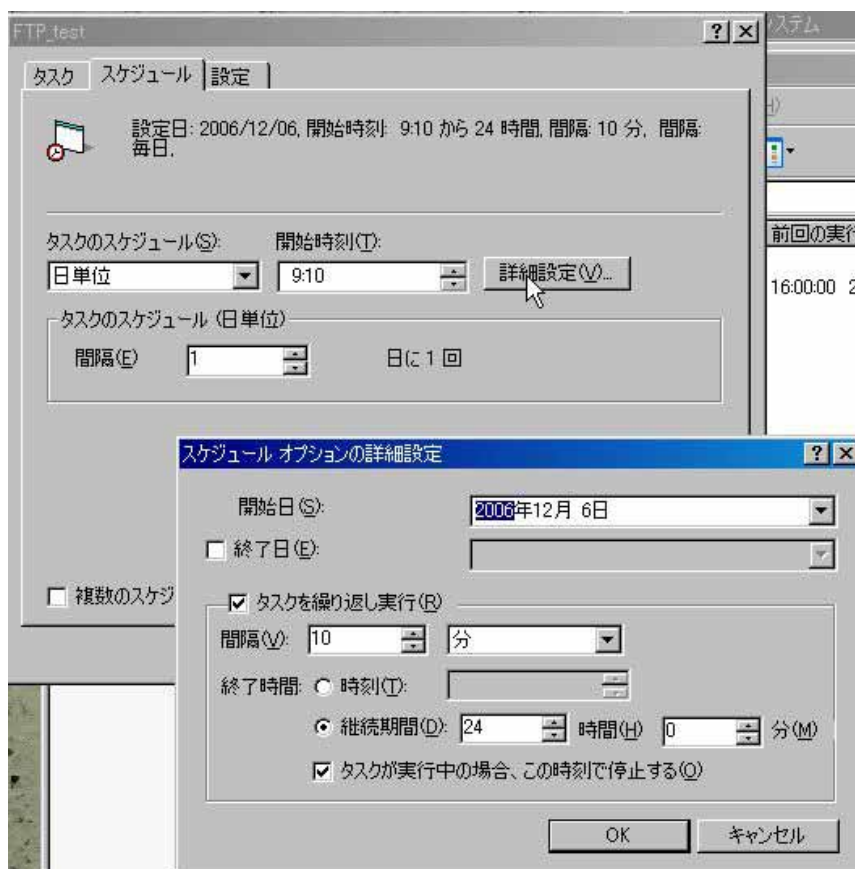 FTP_test
システム
タスク
スケジュール
設定
設定日: 2006/12/06, 開始時刻: 9:10 から 24 時間, 間隔: 10 分, 間隔:
毎日,
タスクのスケジュール(S):
開始時刻(T):
前回の実行
日単位
9:10
詳細設定(V)...
16:00:00 2
タスクのスケジュール (日単位)
間隔(E)
1
日に 1 回
スケジュール オプションの詳細設定
開始日(S):
2006年12月 6日
終了日(E):
複数のスケジ
タスクを繰り返し実行(R)
間隔(V):
10
分
終了時間:
時刻(T):
継続期間(D):
24
時間(H)
0
分(M)
タスクが実行中の場合、この時刻で停止する(O)
OK
キャンセル